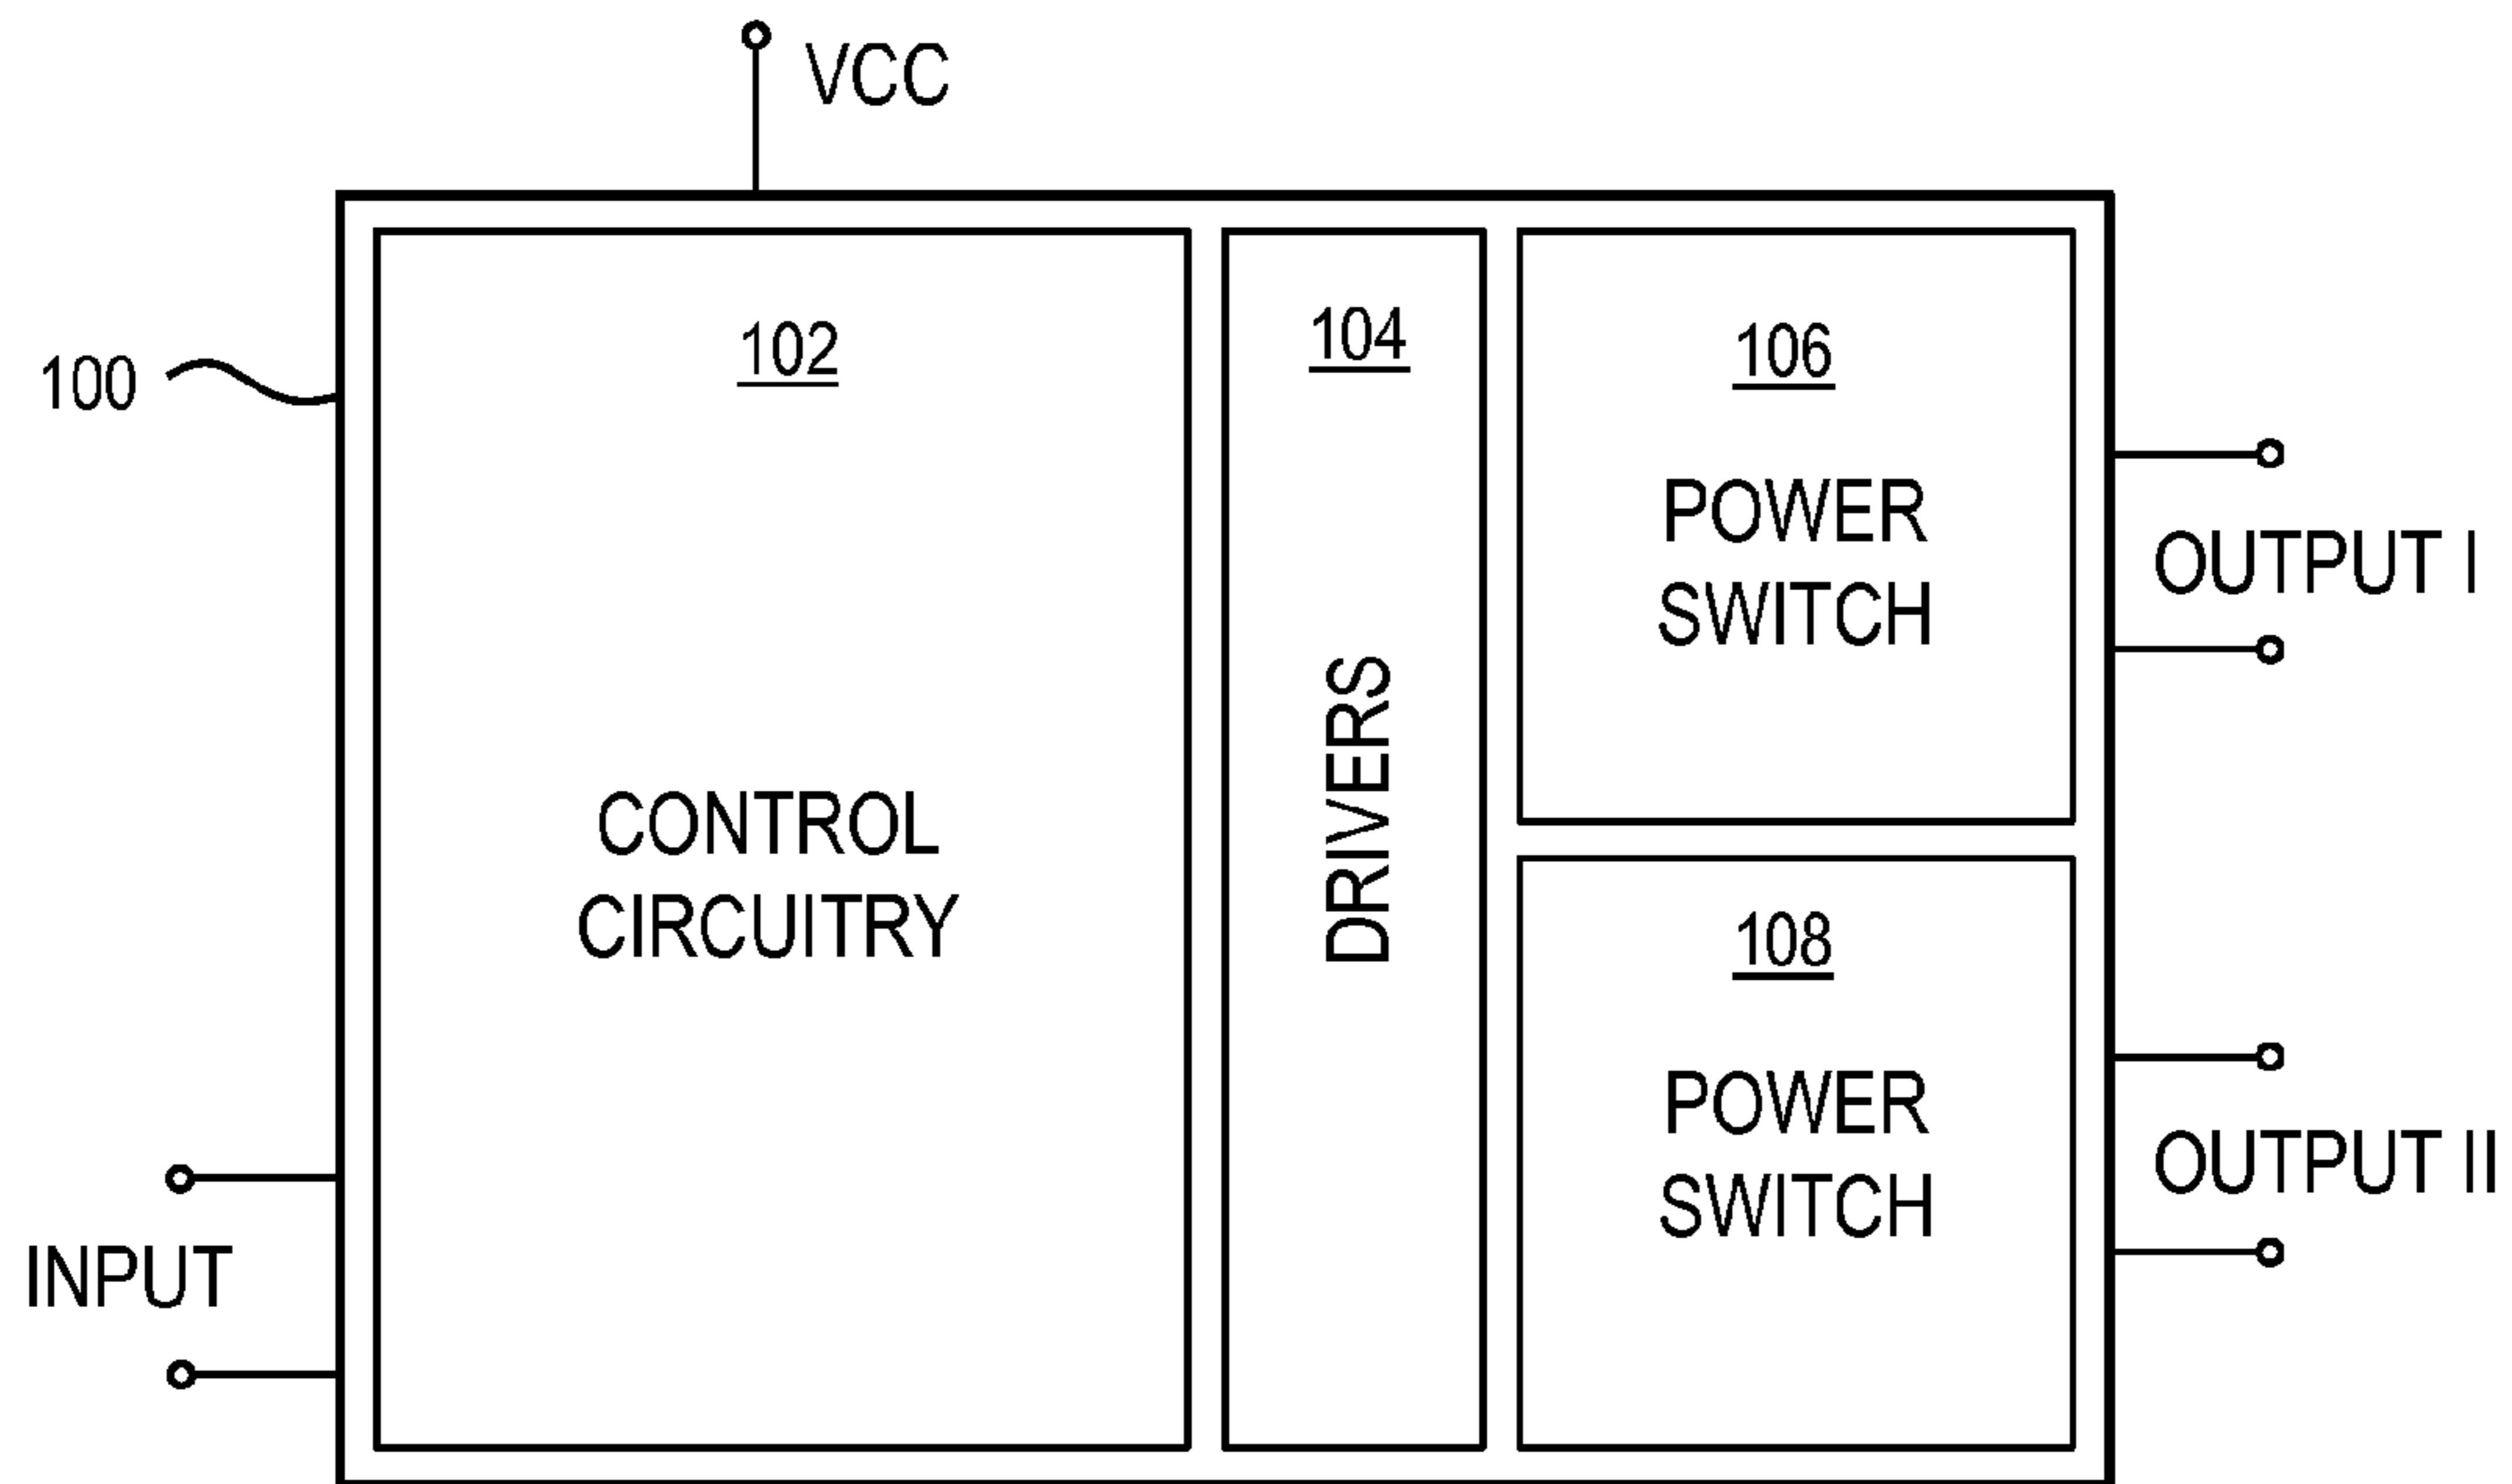 VCC
100
102
CONTROL
CIRCUITRY
104
DRIVERS
106
POWER
SWITCH
108
POWER
SWITCH
INPUT
OUTPUT I
OUTPUT II